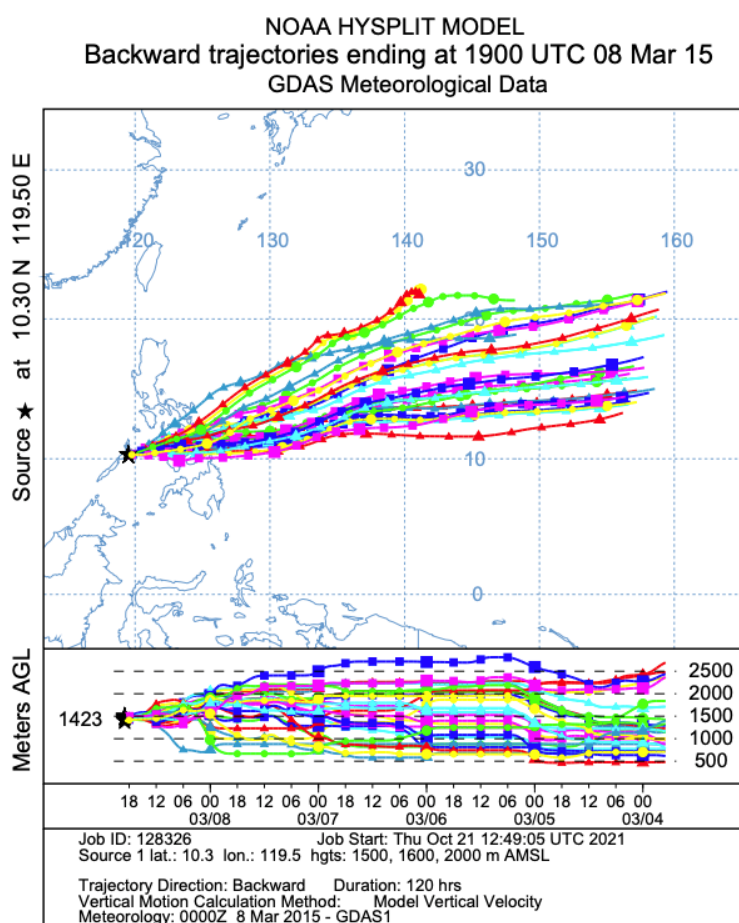 NOAA HYSPLIT MODEL
Backward trajectories ending at 1900 UTC 08 Mar 15
GDAS Meteorological Data
Source ★ at 10.30 N 119.50 E
30
120 130 140 150 160
20
10
0
Meters AGL
1423
2500
2000
1500
1000
500
18 12 06 00 18 12 06 00 18 12 06 00 18 12 06 00 18 12 06 00
03/08 03/07 03/06 03/05 03/04
Job ID: 128326 Job Start: Thu Oct 21 12:49:05 UTC 2021
Source 1 lat.: 10.3 lon.: 119.5 hgts: 1500, 1600, 2000 m AMSL
Trajectory Direction: Backward Duration: 120 hrs
Vertical Motion Calculation Method: Model Vertical Velocity
Meteorology: 0000Z 8 Mar 2015 - GDAS1